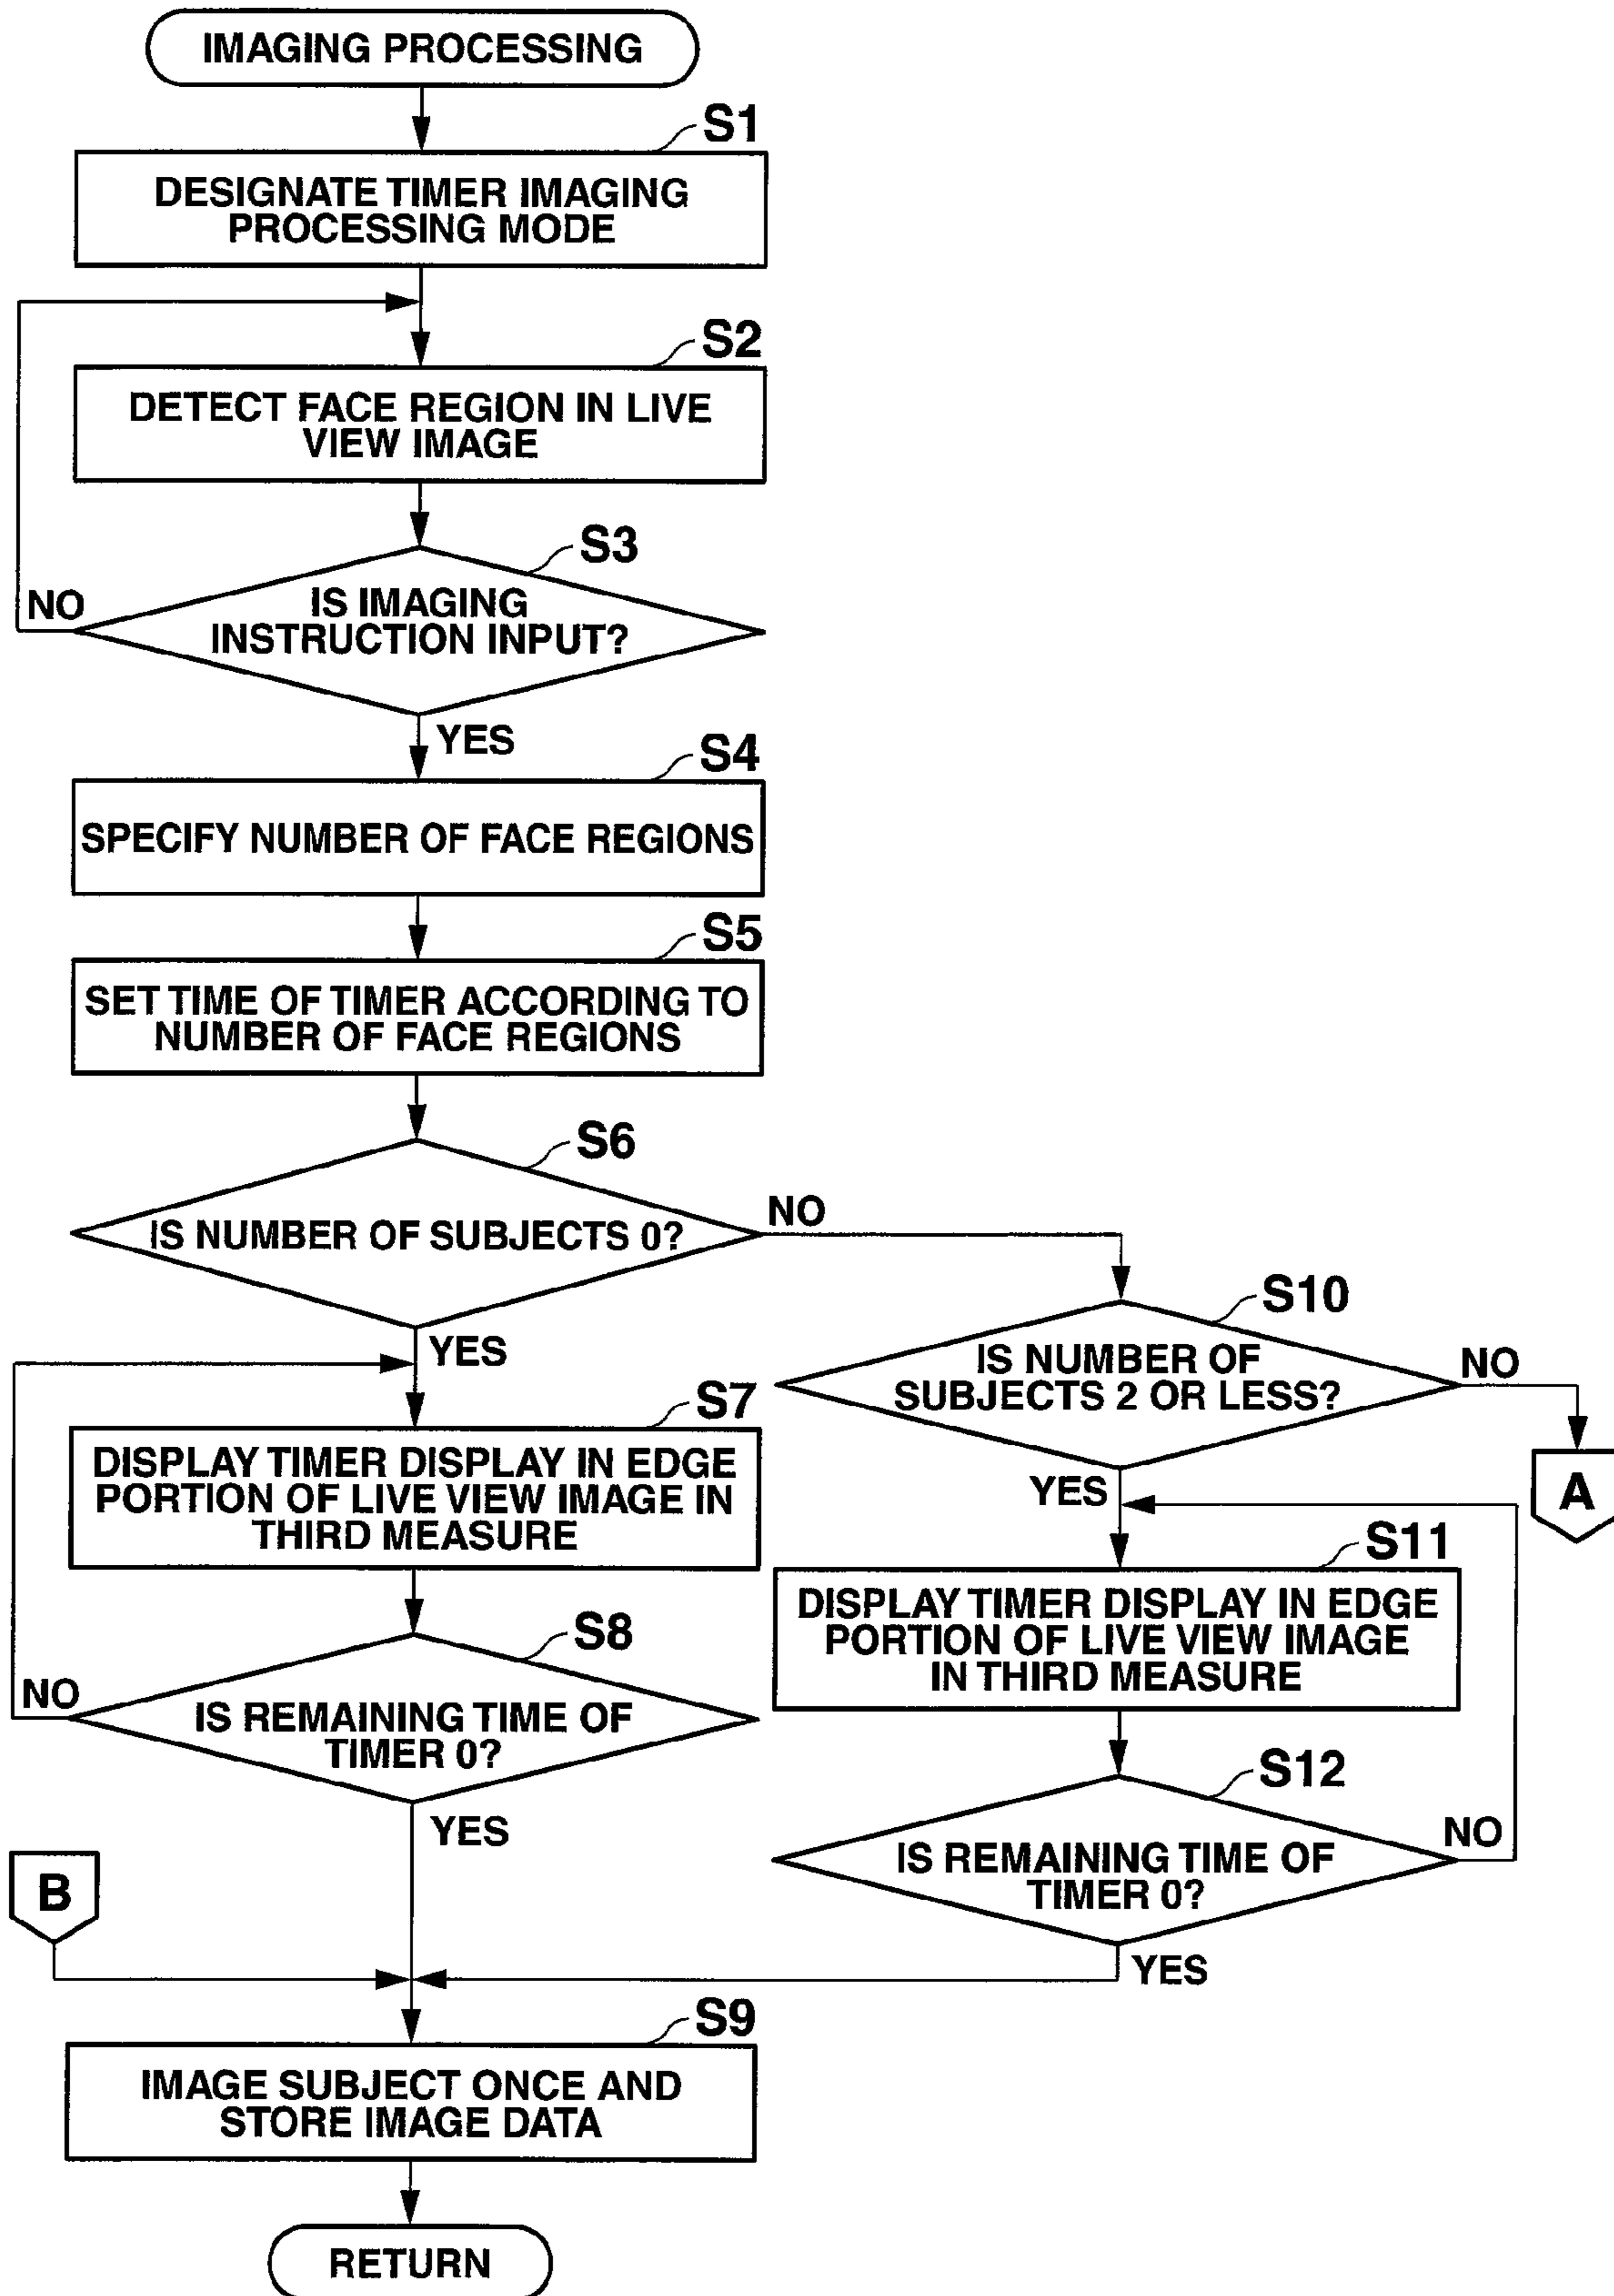 IMAGING PROCESSING
S1
DESIGNATE TIMER IMAGING
PROCESSING MODE
S2
DETECT FACE REGION IN LIVE
VIEW IMAGE
S3
IS IMAGING
INSTRUCTION INPUT?
NO
YES
S4
SPECIFY NUMBER OF FACE REGIONS
S5
SET TIME OF TIMER ACCORDING TO
NUMBER OF FACE REGIONS
S6
IS NUMBER OF SUBJECTS 0?
NO
YES
S7
DISPLAY TIMER DISPLAY IN EDGE
PORTION OF LIVE VIEW IMAGE IN
THIRD MEASURE
S8
IS REMAINING TIME OF
TIMER 0?
NO
YES
S10
IS NUMBER OF
SUBJECTS 2 OR LESS?
NO
A
YES
S11
DISPLAY TIMER DISPLAY IN EDGE
PORTION OF LIVE VIEW IMAGE
IN THIRD MEASURE
S12
IS REMAINING TIME OF
TIMER 0?
NO
YES
B
S9
IMAGE SUBJECT ONCE AND
STORE IMAGE DATA
RETURN